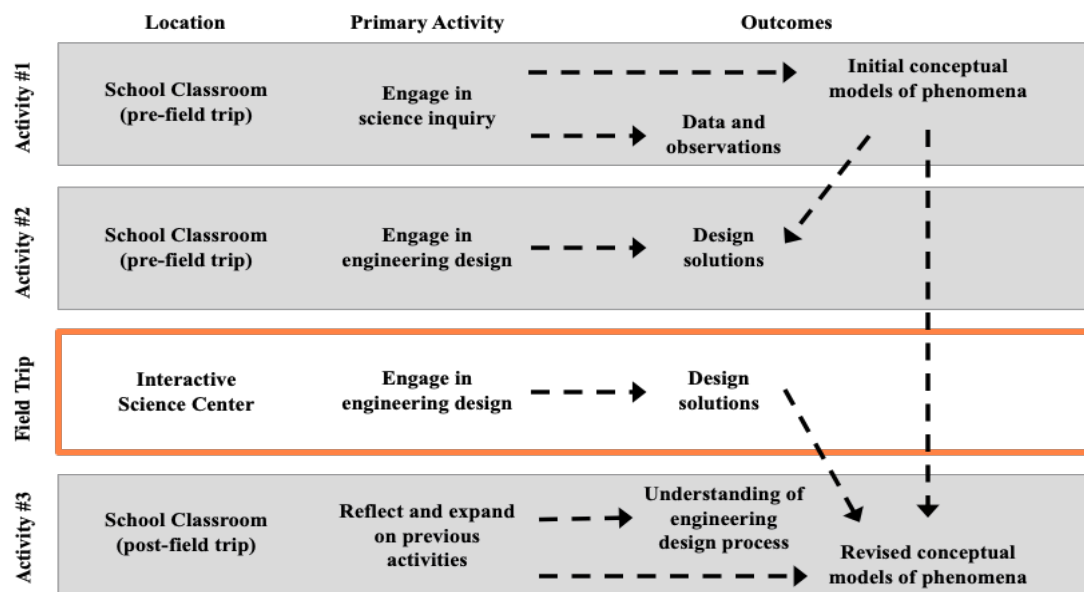 Location Primary Activity Outcomes
Activity #1
School Classroom
(pre-field trip)
Engage in
science inquiry
Initial conceptual
models of phenomena
Data and
observations
Activity #2
School Classroom
(pre-field trip)
Engage in
engineering design
Design
solutions
Field Trip
Interactive
Science Center
Engage in
engineering design
Design
solutions
Activity #3
School Classroom
(post-field trip)
Reflect and expand
on previous
activities
Understanding of
engineering
design process
Revised conceptual
models of phenomena